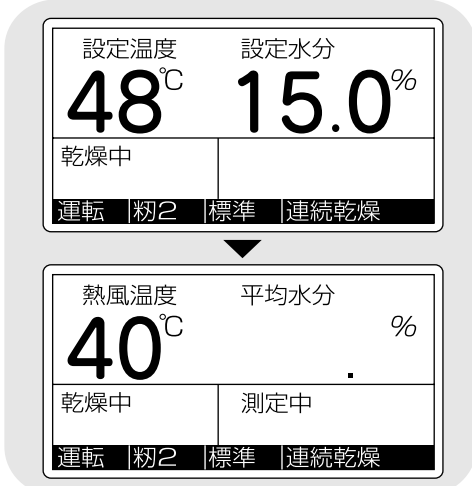 設定温度 設定水分
48℃ 15.0%
乾燥中
運転 籾2 標準 連続乾燥
熱風温度 平均水分
40℃ . %
乾燥中 測定中
運転 籾2 標準 連続乾燥